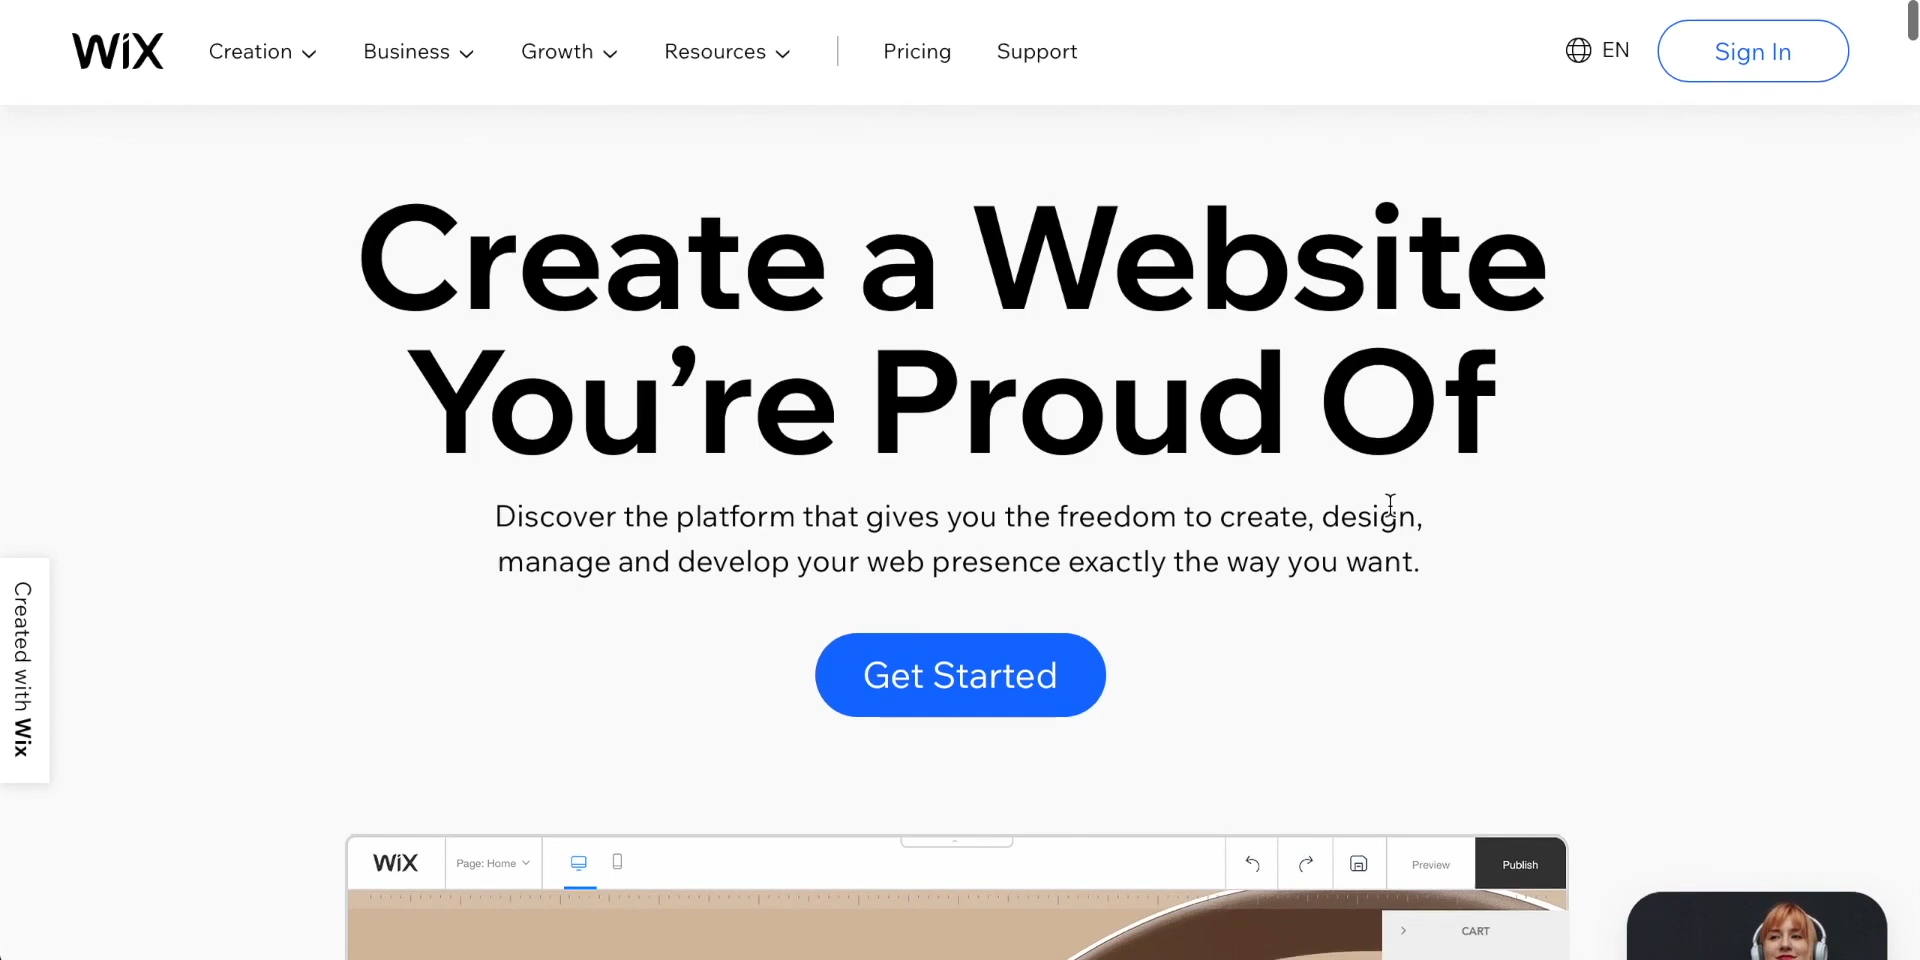 WiX Creation Business Growth Resources Pricing Support EN Sign In
Create a Website
You’re Proud Of
Discover the platform that gives you the freedom to create, design,
manage and develop your web presence exactly the way you want.
Get Started
Created with Wix
WiX Page: Home Preview Publish
CART